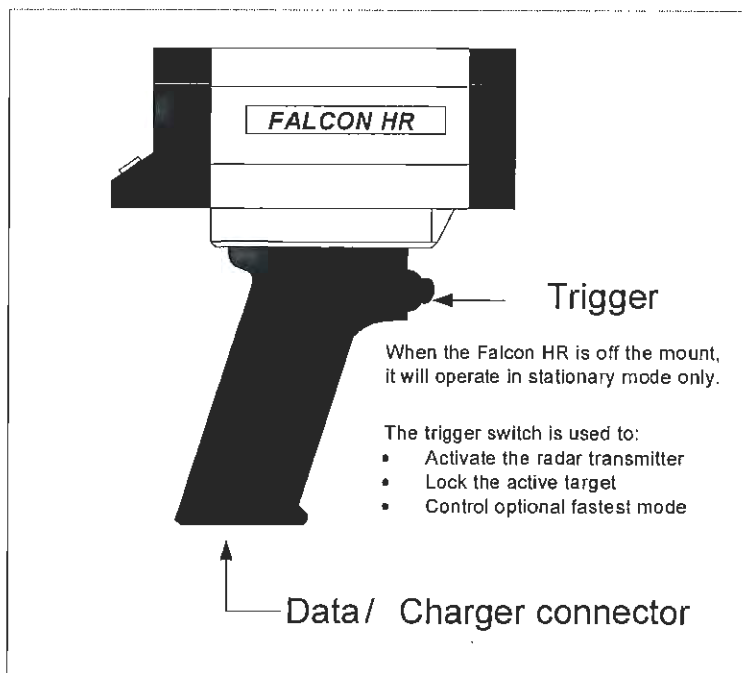 FALCON HR
Trigger
When the Falcon HR is off the mount,
it will operate in stationary mode only.
The trigger switch is used to:
• Activate the radar transmitter
• Lock the active target
• Control optional fastest mode
Data / Charger connector